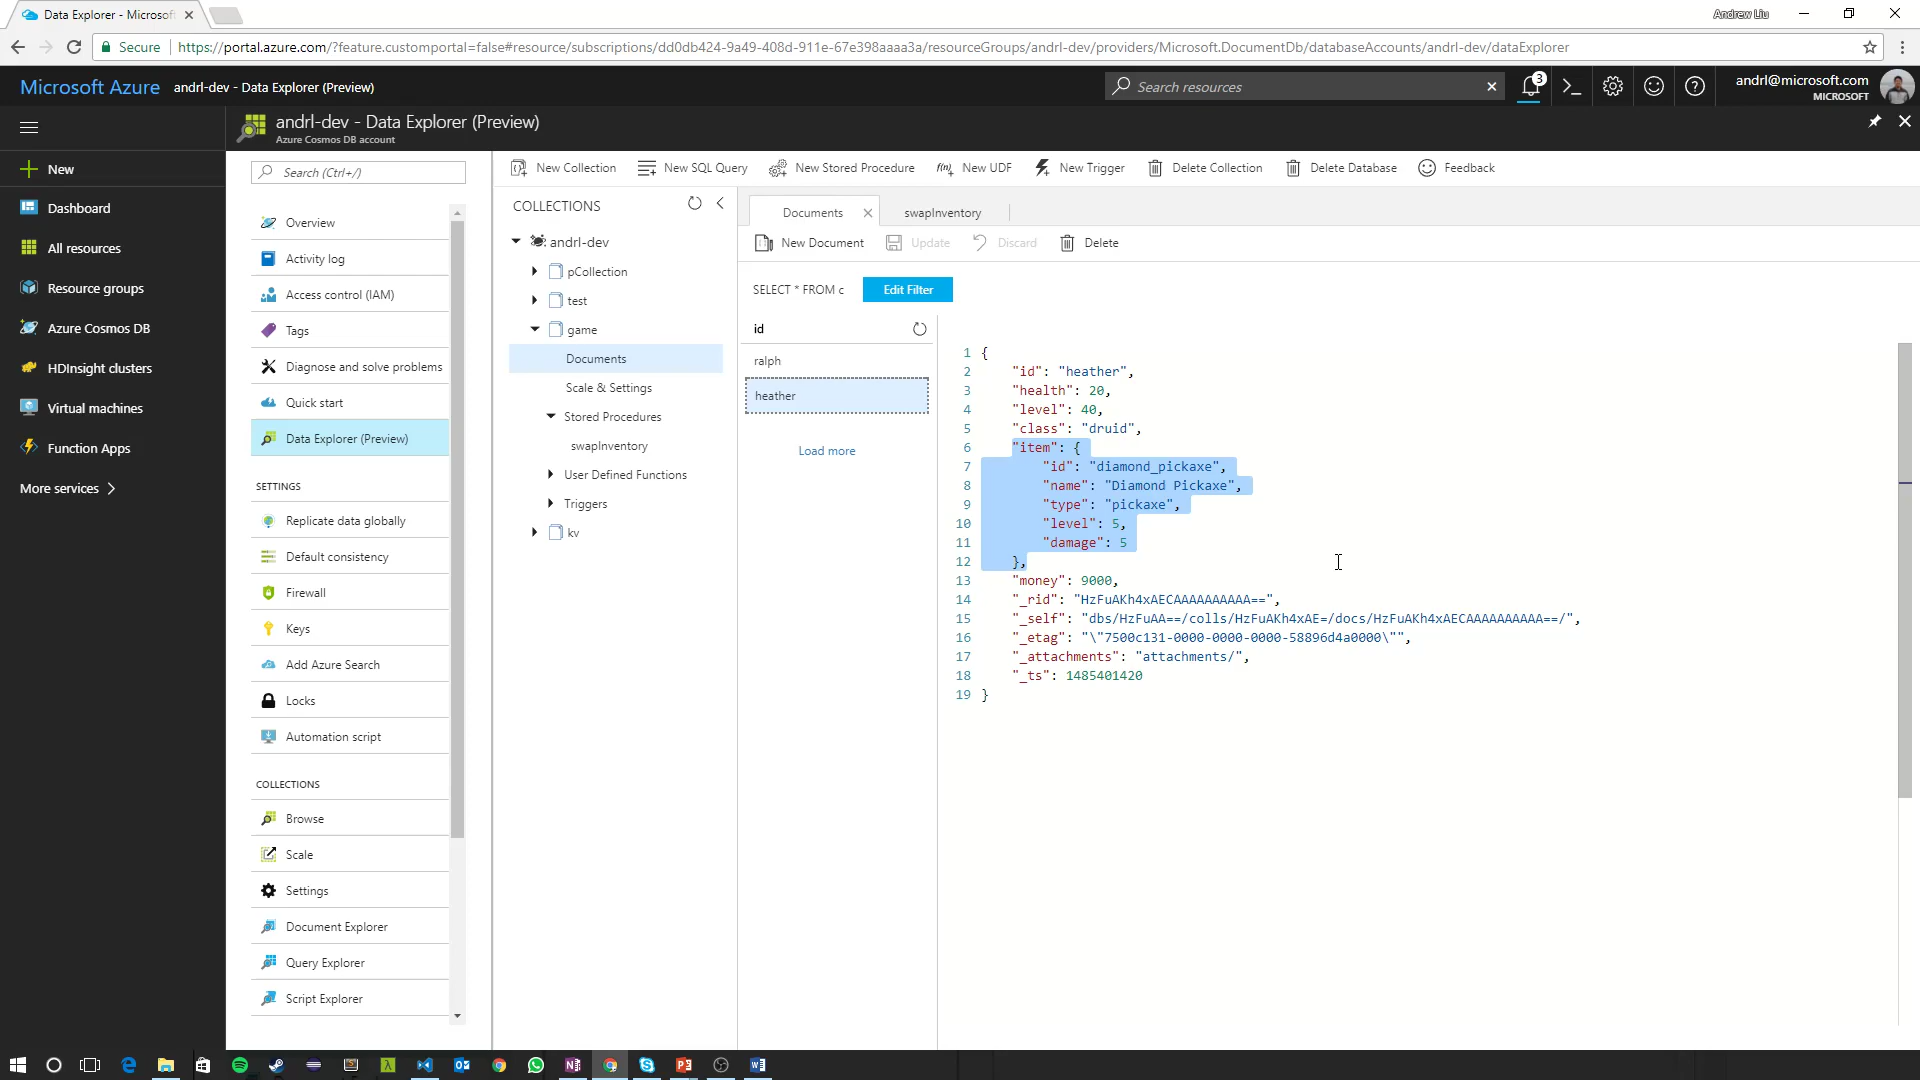 Data Explorer - Microsof
Andrew Liu
Secure
https://portal.azure.com/?feature.customportal=false#resource/subscriptions/dd0db424-9a49-408d-911e-67e398aaaa3a/resourceGroups/andrl-dev/providers/Microsoft.DocumentDb/databaseAccounts/andrl-dev/dataExplorer
Microsoft Azure
andrl-dev - Data Explorer (Preview)
Search resources
3
andrl@microsoft.com
MICROSOFT
andrl-dev - Data Explorer (Preview)
Azure Cosmos DB account
New
Dashboard
All resources
Resource groups
Azure Cosmos DB
HDInsight clusters
Virtual machines
Function Apps
More services
Search (Ctrl+/)
Overview
Activity log
Access control (IAM)
Tags
Diagnose and solve problems
Quick start
Data Explorer (Preview)
SETTINGS
Replicate data globally
Default consistency
Firewall
Keys
Add Azure Search
Locks
Automation script
COLLECTIONS
Browse
Scale
Settings
Document Explorer
Query Explorer
Script Explorer
New Collection
New SQL Query
New Stored Procedure
New UDF
New Trigger
Delete Collection
Delete Database
Feedback
COLLECTIONS
andrl-dev
pCollection
test
game
Documents
Scale & Settings
Stored Procedures
swapInventory
User Defined Functions
Triggers
kv
Documents
swapInventory
New Document
Update
Discard
Delete
SELECT * FROM c
Edit Filter
id
ralph
heather
Load more
1 {
2 "id": "heather",
3 "health": 20,
4 "level": 40,
5 "class": "druid",
6 "item": {
7 "id": "diamond_pickaxe",
8 "name": "Diamond Pickaxe",
9 "type": "pickaxe",
10 "level": 5,
11 "damage": 5
12 },
13 "money": 9000,
14 "_rid": "HzFuAKh4xAECAAAAAAAAAA==",
15 "_self": "dbs/HzFuAA==/colls/HzFuAKh4xAE=/docs/HzFuAKh4xAECAAAAAAAAAA==/",
16 "_etag": "\"7500c131-0000-0000-0000-58896d4a0000\"",
17 "_attachments": "attachments/",
18 "_ts": 1485401420
19 }